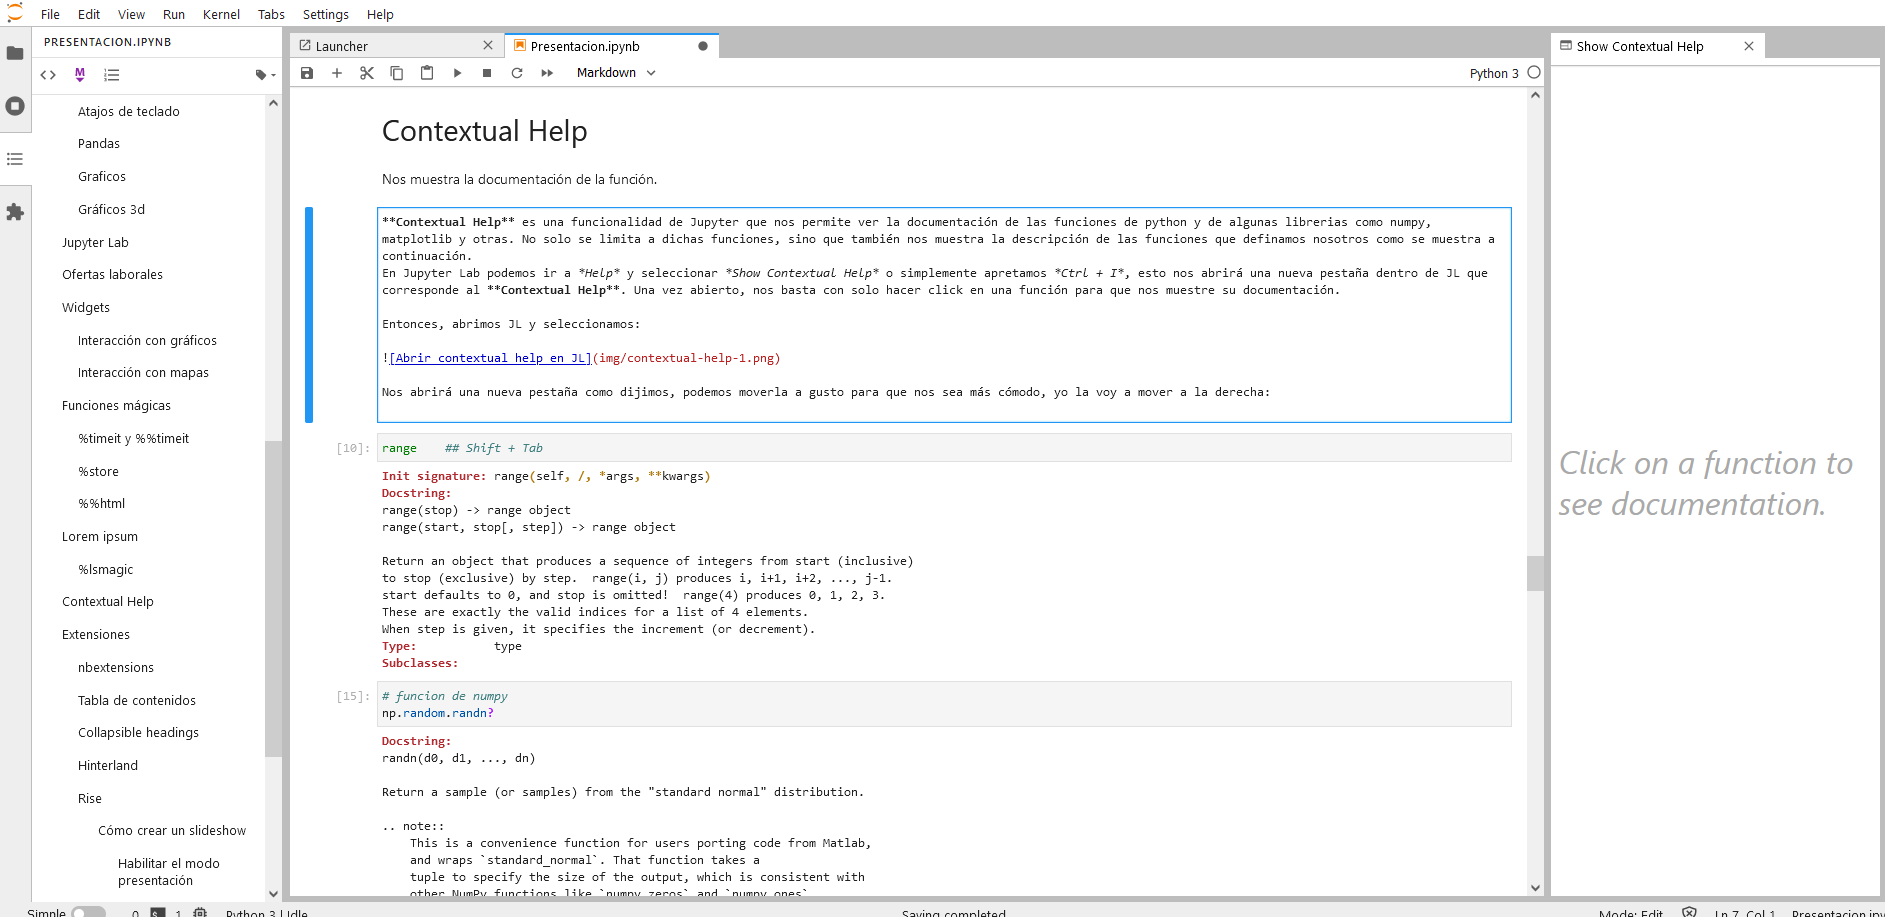 File Edit View Run Kernel Tabs Settings Help
PRESENTACION.IPYNB
M
Atajos de teclado
Pandas
Graficos
Gráficos 3d
Jupyter Lab
Ofertas laborales
Widgets
Interacción con gráficos
Interacción con mapas
Funciones mágicas
%timeit y %%timeit
%store
%%html
Lorem ipsum
%lsmagic
Contextual Help
Extensiones
nbextensions
Tabla de contenidos
Collapsible headings
Hinterland
Rise
Cómo crear un slideshow
Habilitar el modo
presentación
Launcher
Presentacion.ipynb
Markdown
Python 3
Contextual Help
Nos muestra la documentación de la función.
**Contextual Help** es una funcionalidad de Jupyter que nos permite ver la documentación de las funciones de python y de algunas librerias como numpy,
matplotlib y otras. No solo se limita a dichas funciones, sino que también nos muestra la descripción de las funciones que definamos nosotros como se muestra a
continuación.
En Jupyter Lab podemos ir a *Help* y seleccionar *Show Contextual Help* o simplemente apretamos *Ctrl + I*, esto nos abrirá una nueva pestaña dentro de JL que
corresponde al **Contextual Help**. Una vez abierto, nos basta con solo hacer click en una función para que nos muestre su documentación.
Entonces, abrimos JL y seleccionamos:
![Abrir contextual help en JL](img/contextual-help-1.png)
Nos abrirá una nueva pestaña como dijimos, podemos moverla a gusto para que nos sea más cómodo, yo la voy a mover a la derecha:
[10]: range    ## Shift + Tab
Init signature: range(self, /, *args, **kwargs)
Docstring:
range(stop) -> range object
range(start, stop[, step]) -> range object
Return an object that produces a sequence of integers from start (inclusive)
to stop (exclusive) by step.  range(i, j) produces i, i+1, i+2, ..., j-1.
start defaults to 0, and stop is omitted!  range(4) produces 0, 1, 2, 3.
These are exactly the valid indices for a list of 4 elements.
When step is given, it specifies the increment (or decrement).
Type:           type
Subclasses:
[15]: # funcion de numpy
np.random.randn?
Docstring:
randn(d0, d1, ..., dn)
Return a sample (or samples) from the "standard normal" distribution.
.. note::
This is a convenience function for users porting code from Matlab,
and wraps `standard_normal`. That function takes a
tuple to specify the size of the output, which is consistent with
other NumPy functions like `numpy.zeros` and `numpy.ones`
Show Contextual Help
Click on a function to
see documentation.
Simple 0 1 Python 3 | Idle Saving completed Mode: Edit Ln 7, Col 1 Presentacion.ipy